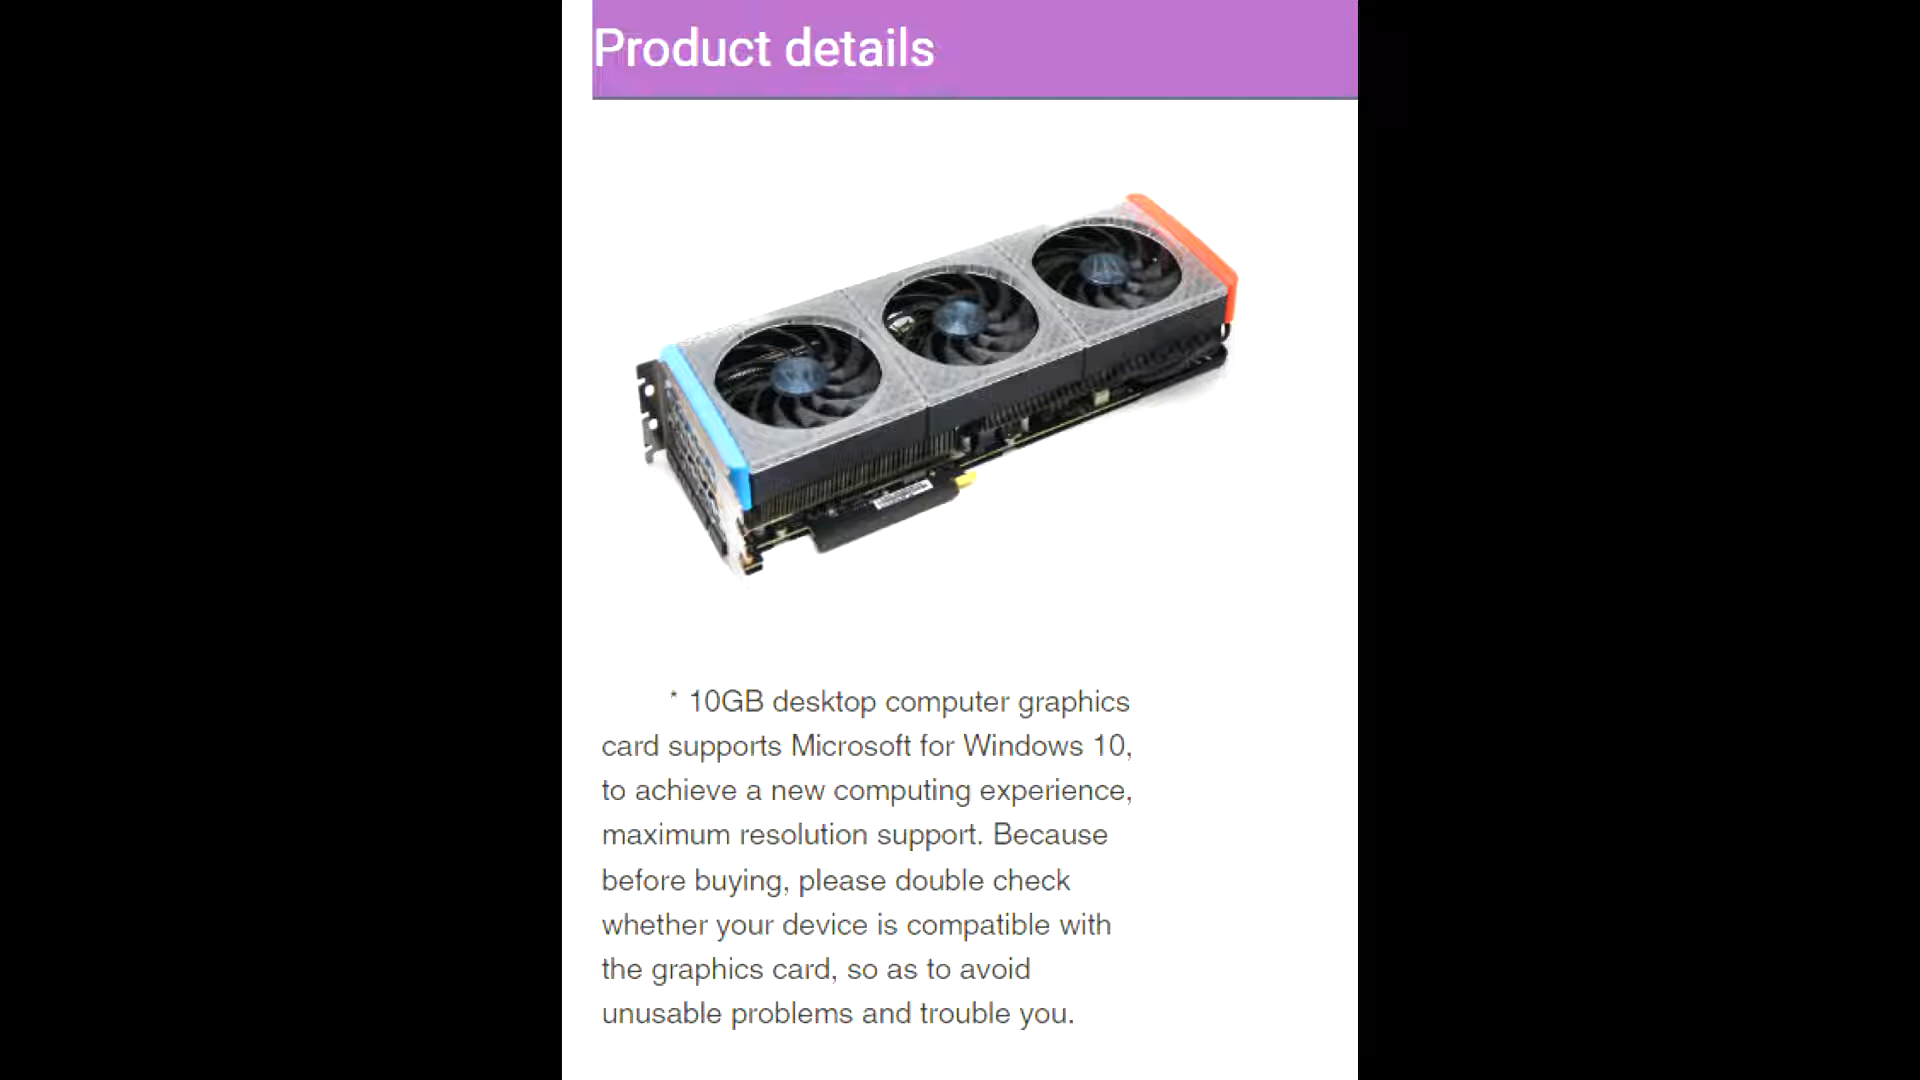 Product details
* 10GB desktop computer graphics
card supports Microsoft for Windows 10,
to achieve a new computing experience,
maximum resolution support. Because
before buying, please double check
whether your device is compatible with
the graphics card, so as to avoid
unusable problems and trouble you.